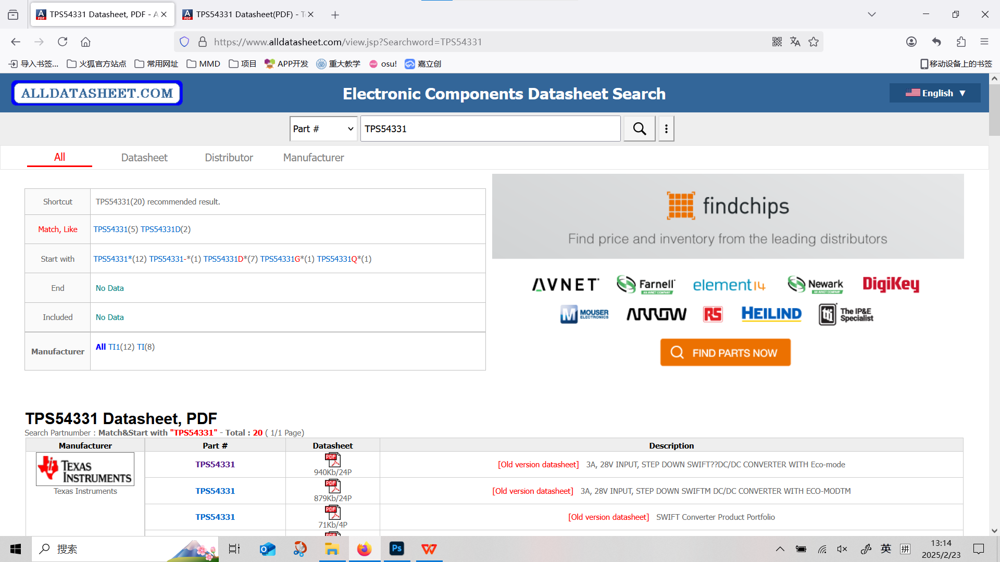 TPS54331 Datasheet, PDF - A
TPS54331 Datasheet(PDF) - T
https://www.alldatasheet.com/view.jsp?Searchword=TPS54331
导入书签... 火狐官方站点 常用网址 MMD 项目 APP开发 重大教学 osu! 嘉立创 移动设备上的书签
ALLDATASHEET.COM
Electronic Components Datasheet Search
English ▼
Part # TPS54331
All Datasheet Distributor Manufacturer
Shortcut TPS54331(20) recommended result.
Match, Like TPS54331(5) TPS54331D(2)
Start with TPS54331*(12) TPS54331-*(1) TPS54331D*(7) TPS54331G*(1) TPS54331Q*(1)
End No Data
Included No Data
Manufacturer All TI1(12) TI(8)
findchips
Find price and inventory from the leading distributors
AVNET Farnell AN AVNET COMPANY element14 Newark AN AVNET COMPANY DigiKey
M MOUSER ELECTRONICS ARROW RS HEILIND tti The IP&E Specialist
FIND PARTS NOW
TPS54331 Datasheet, PDF
Search Partnumber : Match&Start with "TPS54331" - Total : 20 ( 1/1 Page)
Manufacturer Part # Datasheet Description
TEXAS INSTRUMENTS
Texas Instruments
TPS54331 PDF 940Kb/24P [Old version datasheet] 3A, 28V INPUT, STEP DOWN SWIFT??DC/DC CONVERTER WITH Eco-mode
TPS54331 PDF 879Kb/24P [Old version datasheet] 3A, 28V INPUT, STEP DOWN SWIFTM DC/DC CONVERTER WITH ECO-MODTM
TPS54331 PDF 71Kb/4P [Old version datasheet] SWIFT Converter Product Portfolio
PDF
搜索
Ps
英 拼
13:14
2025/2/23